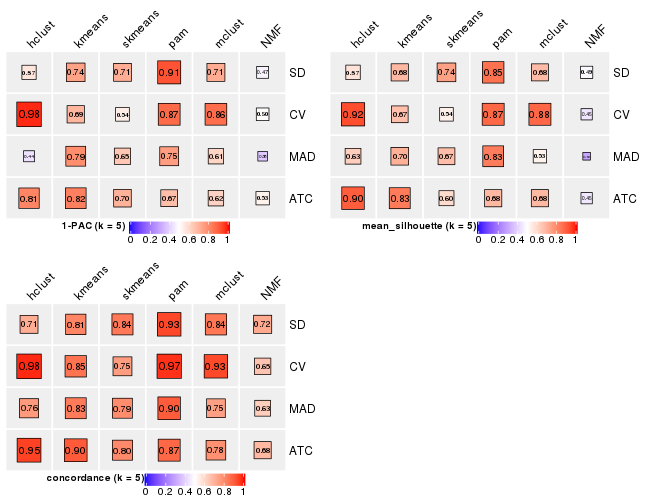 hclust kmeans skmeans pam mclust NMF
0.57 0.74 0.71 0.91 0.71 0.47 SD
0.98 0.69 0.54 0.87 0.86 0.50 CV
0.44 0.79 0.65 0.75 0.61 MAD
0.81 0.82 0.70 0.67 0.62 0.53 ATC
1-PAC (k = 5) 0 0.2 0.4 0.6 0.8 1
hclust kmeans skmeans pam mclust NMF
0.57 0.68 0.74 0.85 0.68 0.49 SD
0.92 0.67 0.54 0.87 0.88 0.45 CV
0.63 0.70 0.67 0.83 0.53 MAD
0.90 0.83 0.60 0.68 0.68 0.45 ATC
mean_silhouette (k = 5) 0 0.2 0.4 0.6 0.8 1
hclust kmeans skmeans pam mclust NMF
0.71 0.81 0.84 0.93 0.84 0.72 SD
0.98 0.85 0.75 0.97 0.93 0.65 CV
0.76 0.83 0.79 0.90 0.75 0.63 MAD
0.95 0.90 0.80 0.87 0.78 0.68 ATC
concordance (k = 5) 0 0.2 0.4 0.6 0.8 1